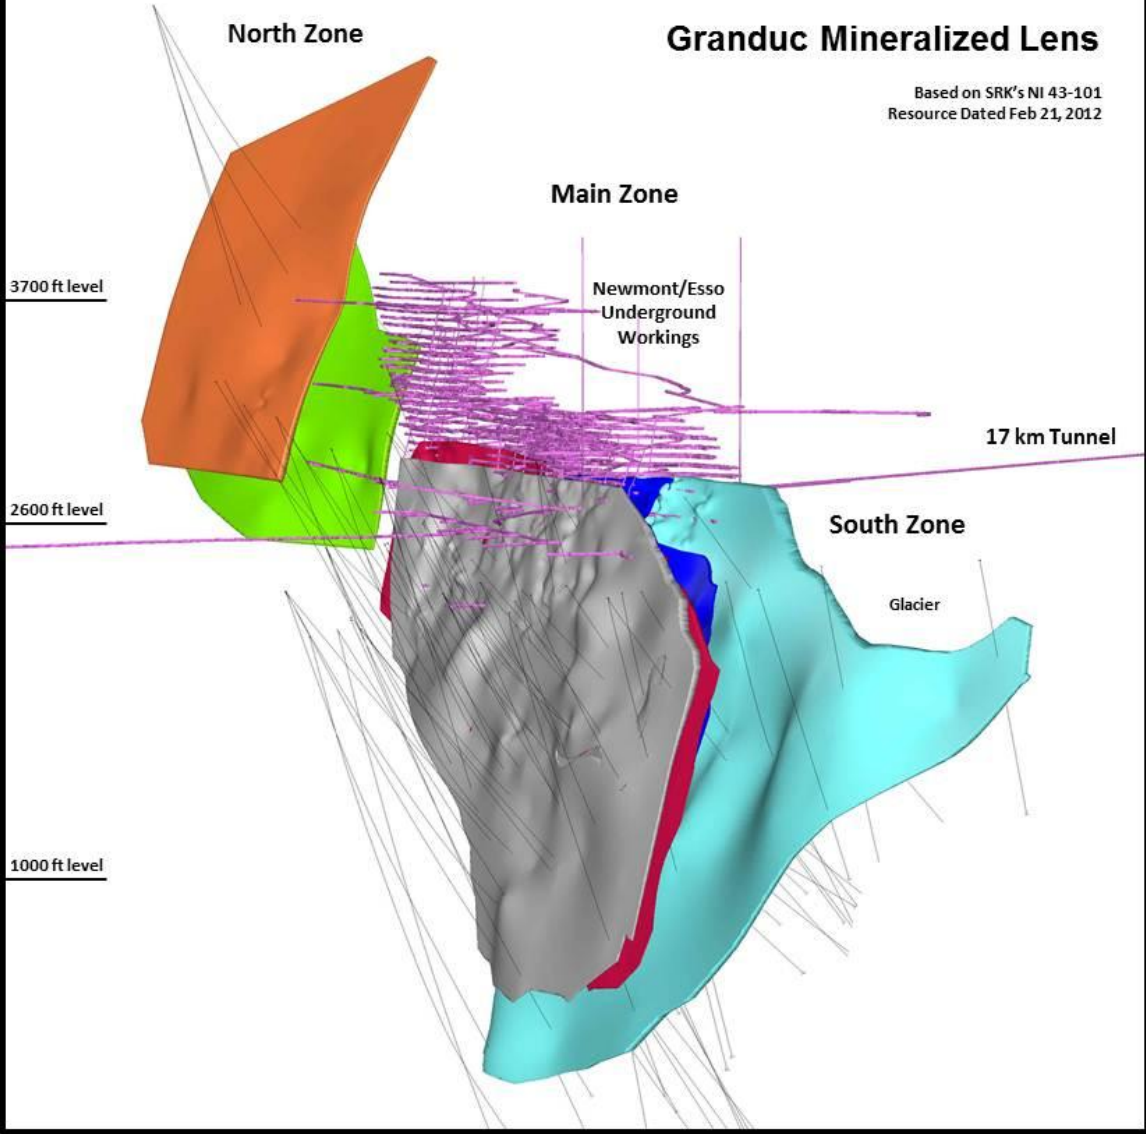 North Zone
Granduc Mineralized Lens
Based on SRK's NI 43-101
Resource Dated Feb 21, 2012
Main Zone
3700 ft level
Newmont/Esso
Underground
Workings
17 km Tunnel
2600 ft level
South Zone
Glacier
1000 ft level